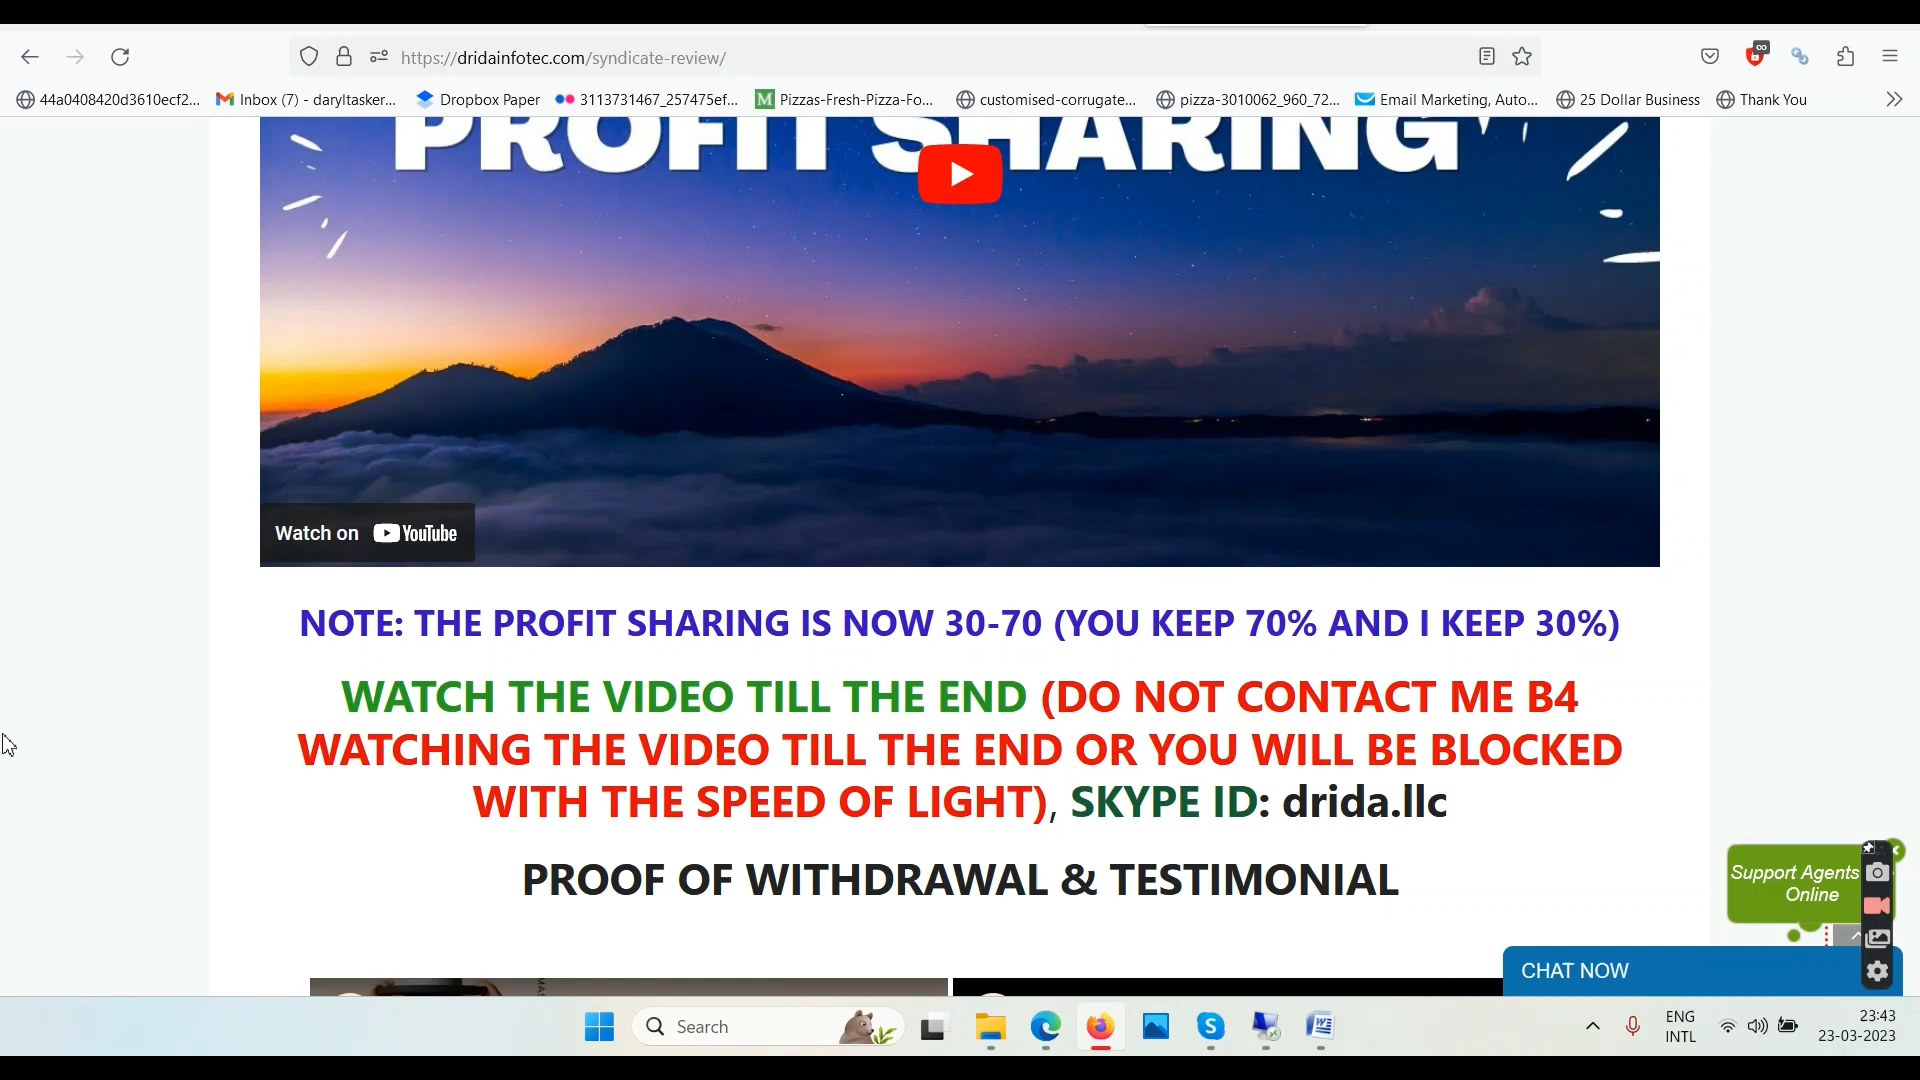 https://dridainfotec.com/syndicate-review/
44a0408420d3610ecf2...
Inbox (7) - daryltasker...
Dropbox Paper
3113731467_257475ef...
M
Pizzas-Fresh-Pizza-Fo...
customised-corrugate...
pizza-3010062_960_72...
Email Marketing, Auto...
25 Dollar Business
Thank You
PROFIT SHARING
Watch on YouTube
NOTE: THE PROFIT SHARING IS NOW 30-70 (YOU KEEP 70% AND I KEEP 30%)
WATCH THE VIDEO TILL THE END (DO NOT CONTACT ME B4
WATCHING THE VIDEO TILL THE END OR YOU WILL BE BLOCKED
WITH THE SPEED OF LIGHT), SKYPE ID: drida.llc
PROOF OF WITHDRAWAL & TESTIMONIAL
Support Agents
Online
CHAT NOW
Search
ENG
INTL
23:43
23-03-2023